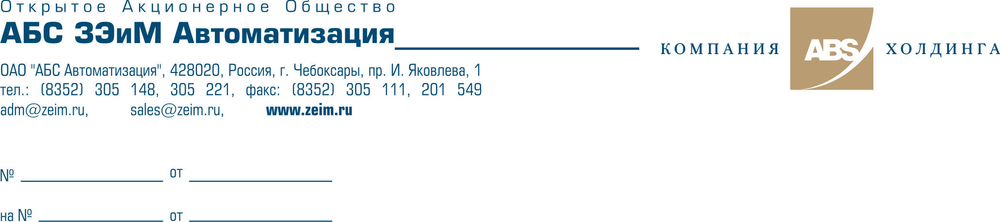 Открытое Акционерное Общество
АБС ЗЭиМ Автоматизация
КОМПАНИЯ ABS ХОЛДИНГА
ОАО "АБС Автоматизация", 428020, Россия, г. Чебоксары, пр. И. Яковлева, 1
тел.: (8352) 305 148, 305 221, факс: (8352) 305 111, 201 549
adm@zeim.ru, sales@zeim.ru, www.zeim.ru
№ от
на № от